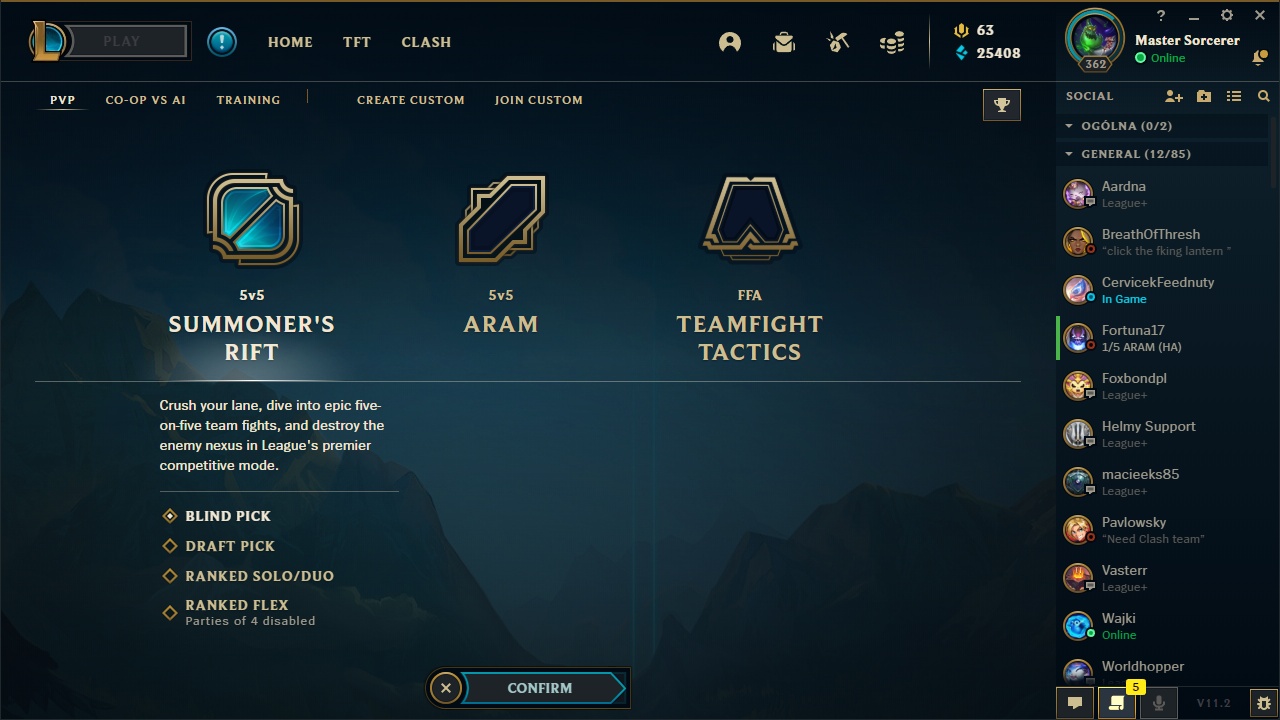 PLAY
HOME
TFT
CLASH
63
25408
362
?
Master Sorcerer
Online
PVP
CO-OP VS AI
TRAINING
CREATE CUSTOM
JOIN CUSTOM
5v5
SUMMONER'S
RIFT
5v5
ARAM
FFA
TEAMFIGHT
TACTICS
Crush your lane, dive into epic five-
on-five team fights, and destroy the
enemy nexus in League's premier
competitive mode.
BLIND PICK
DRAFT PICK
RANKED SOLO/DUO
RANKED FLEX
Parties of 4 disabled
CONFIRM
SOCIAL
OGÓLNA (0/2)
GENERAL (12/85)
Aardna
League+
BreathOfThresh
“click the fking lantern ”
CervicekFeednuty
In Game
Fortuna17
1/5 ARAM (HA)
Foxbondpl
League+
Helmy Support
League+
macieeks85
League+
Pavlowsky
“Need Clash team”
Vasterr
League+
Wajki
Online
Worldhopper
League+
5
V11.2